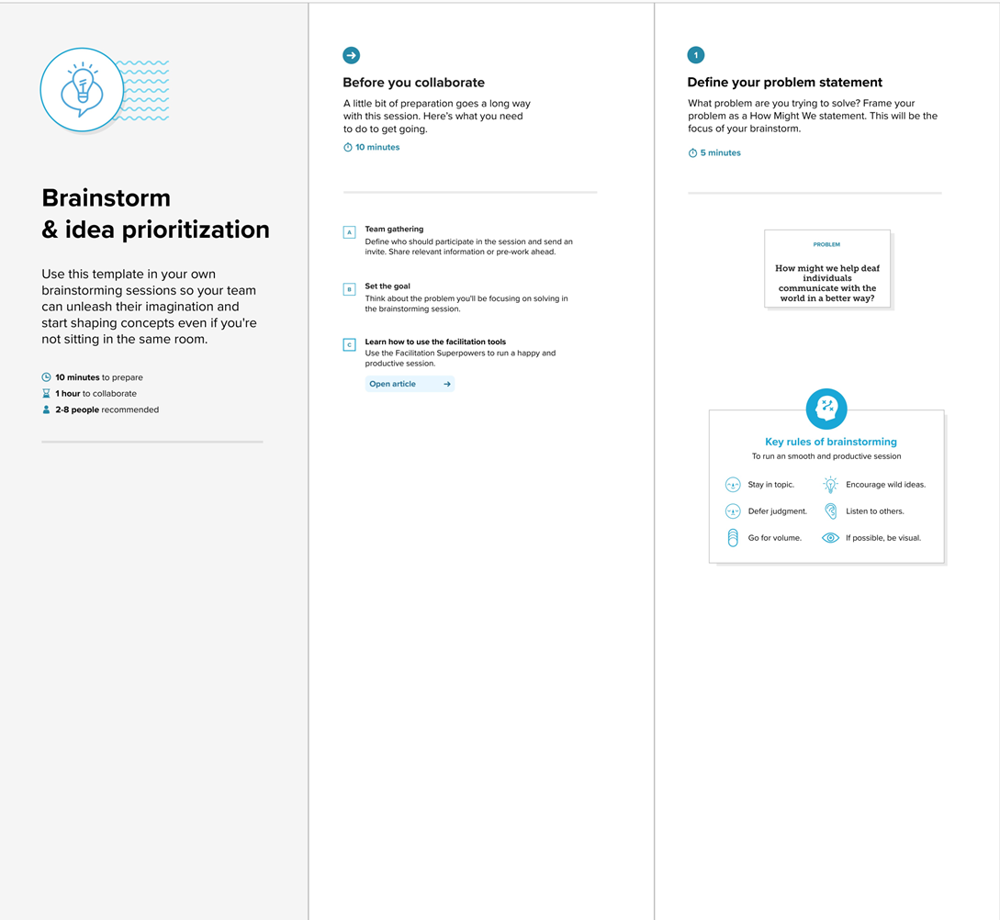 Brainstorm
& idea prioritization
Use this template in your own
brainstorming sessions so your team
can unleash their imagination and
start shaping concepts even if you're
not sitting in the same room.
10 minutes to prepare
1 hour to collaborate
2-8 people recommended
Before you collaborate
A little bit of preparation goes a long way
with this session. Here's what you need
to do to get going.
10 minutes
A
Team gathering
Define who should participate in the session and send an
invite. Share relevant information or pre-work ahead.
B
Set the goal
Think about the problem you'll be focusing on solving in
the brainstorming session.
C
Learn how to use the facilitation tools
Use the Facilitation Superpowers to run a happy and
productive session.
Open article
1
Define your problem statement
What problem are you trying to solve? Frame your
problem as a How Might We statement. This will be the
focus of your brainstorm.
5 minutes
PROBLEM
How might we help deaf
individuals
communicate with the
world in a better way?
Key rules of brainstorming
To run an smooth and productive session
Stay in topic.
Encourage wild ideas.
Defer judgment.
Listen to others.
Go for volume.
If possible, be visual.